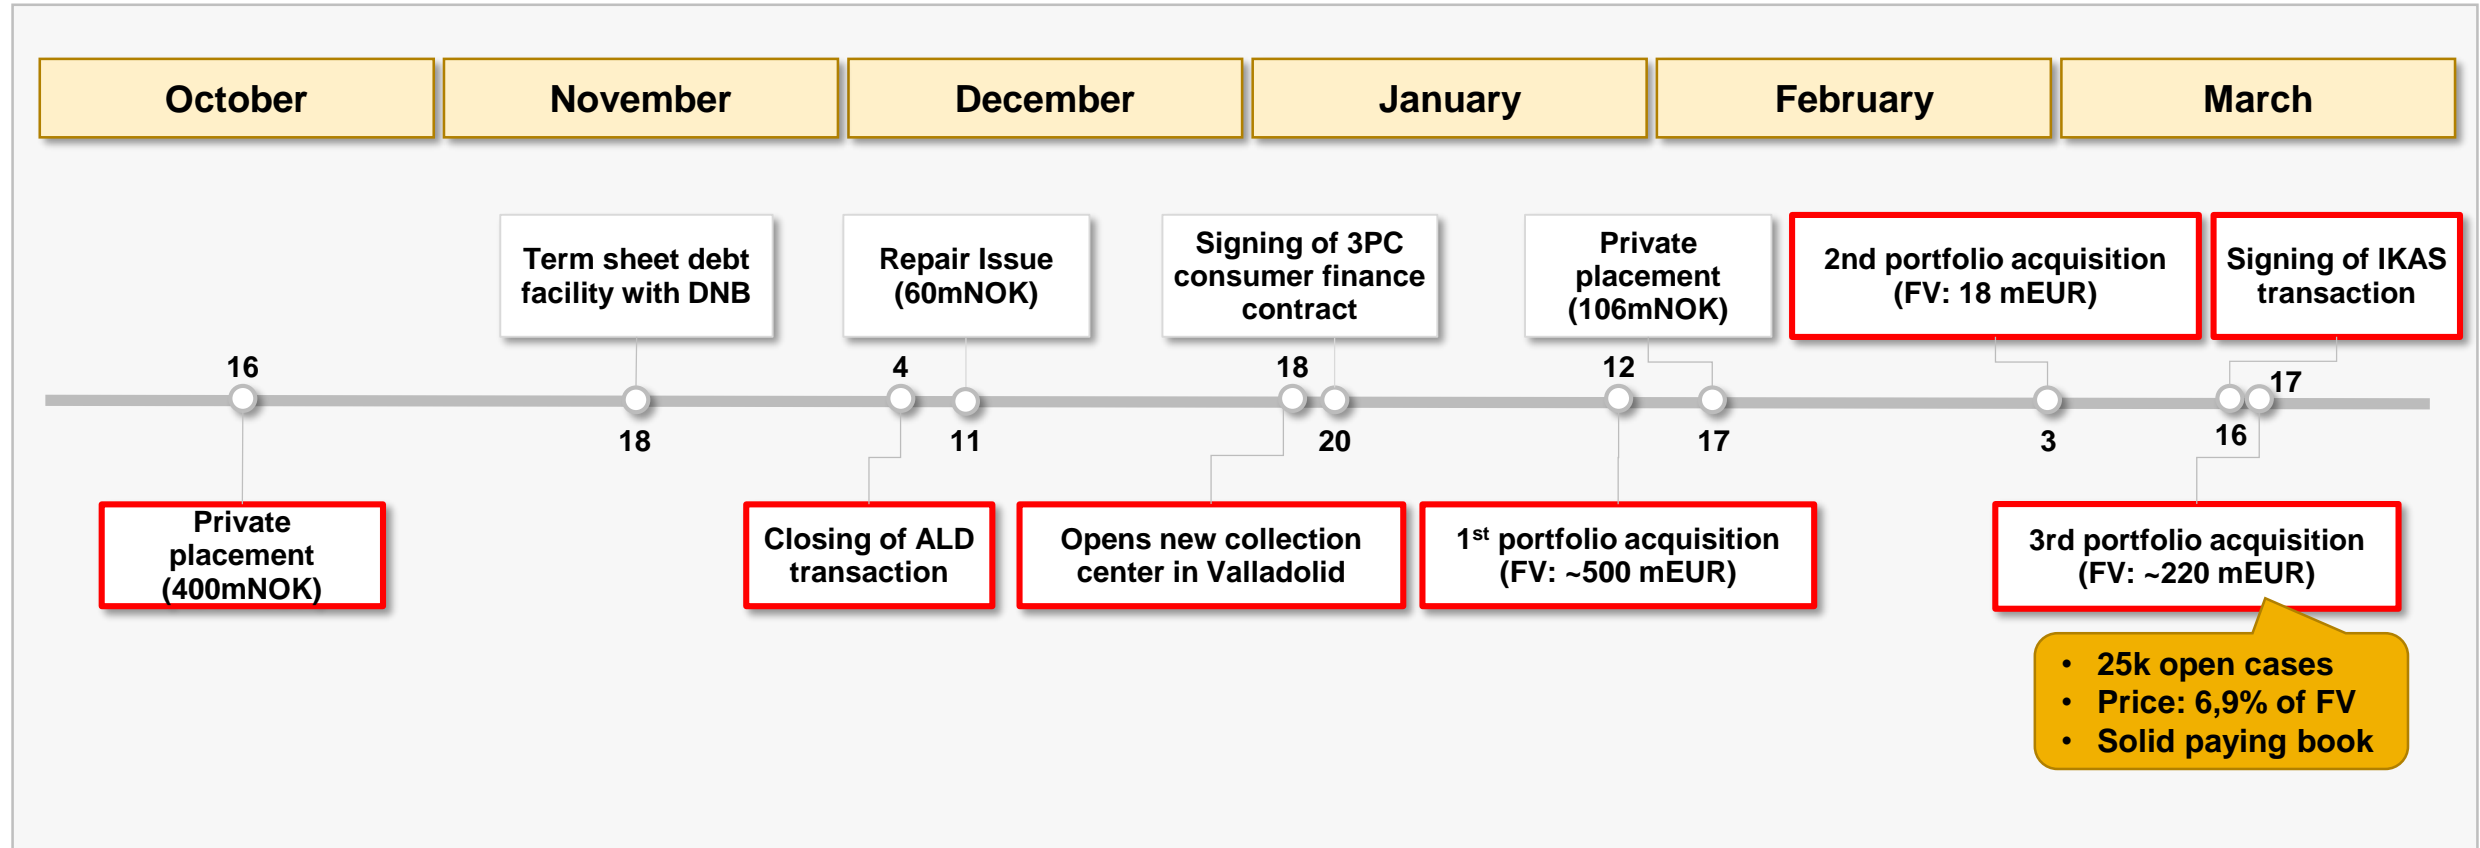 October
November
December
January
February
March
Term sheet debt
facility with DNB
Repair Issue
(60mNOK)
Signing of 3PC
consumer finance
contract
Private
placement
(106mNOK)
2nd portfolio acquisition
(FV: 18 mEUR)
Signing of IKAS
transaction
16
4
18
12
17
18
11
20
17
3
16
Private
placement
(400mNOK)
Closing of ALD
transaction
Opens new collection
center in Valladolid
1st portfolio acquisition
(FV: ~500 mEUR)
3rd portfolio acquisition
(FV: ~220 mEUR)
• 25k open cases
• Price: 6,9% of FV
• Solid paying book